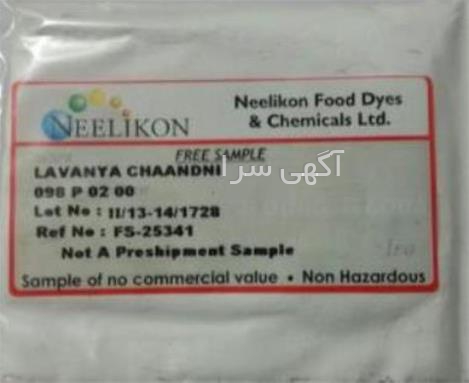 NEELIKON
Neelikon Food Dyes
& Chemicals Ltd.
FREE SAMPLE
LAVANYA CHAANDNI
آگهی سرا
098 P 02 00
Lot No : II/13-14/1728
Ref No : FS-25341
Not A Preshipment Sample
Sample of no commercial value • Non Hazardous